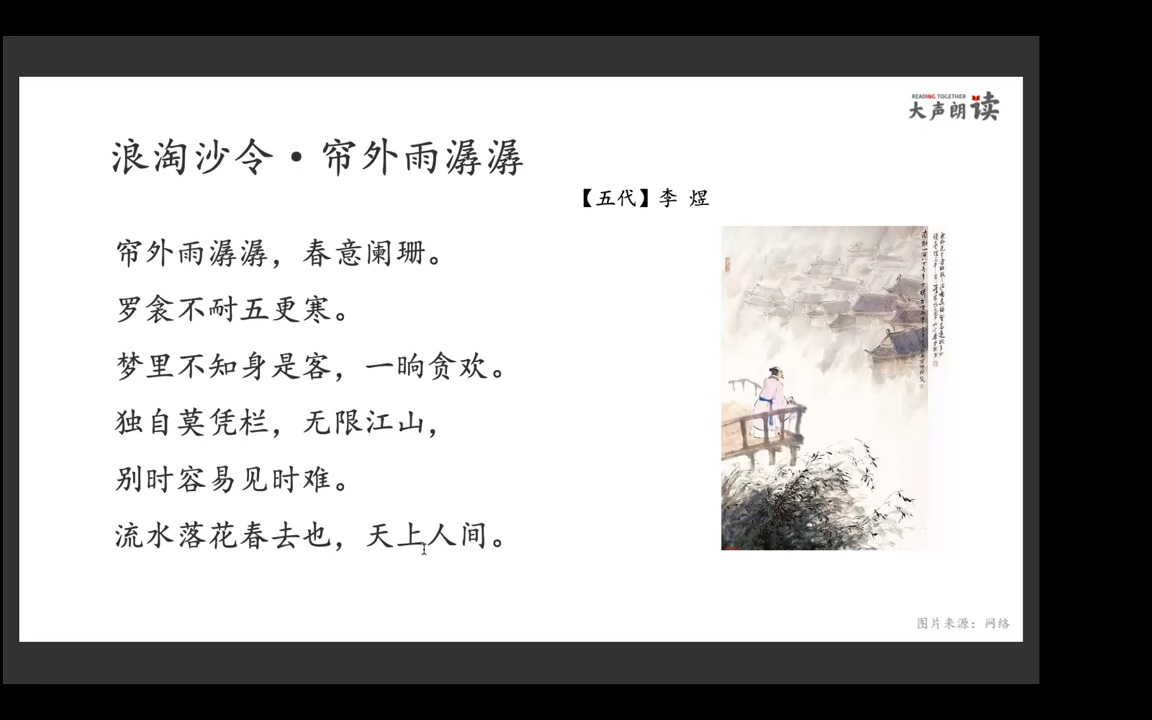 READING TOGETHER
大声朗读
浪淘沙令·帘外雨潺潺
【五代】李 煜
帘外雨潺潺，春意阑珊。
罗衾不耐五更寒。
梦里不知身是客，一晌贪欢。
独自莫凭栏，无限江山，
别时容易见时难。
流水落花春去也，天上人间。
图片来源：网络